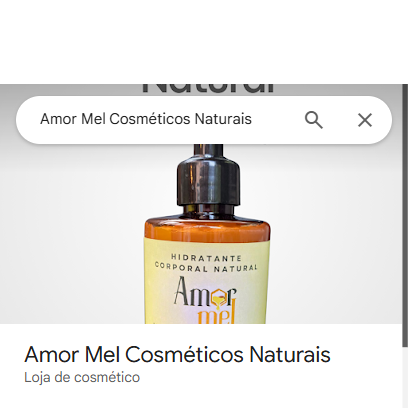 Natural
Amor Mel Cosméticos Naturais
HIDRATANTE
CORPORAL NATURAL
Amor
mel
Amor Mel Cosméticos Naturais
Loja de cosmético